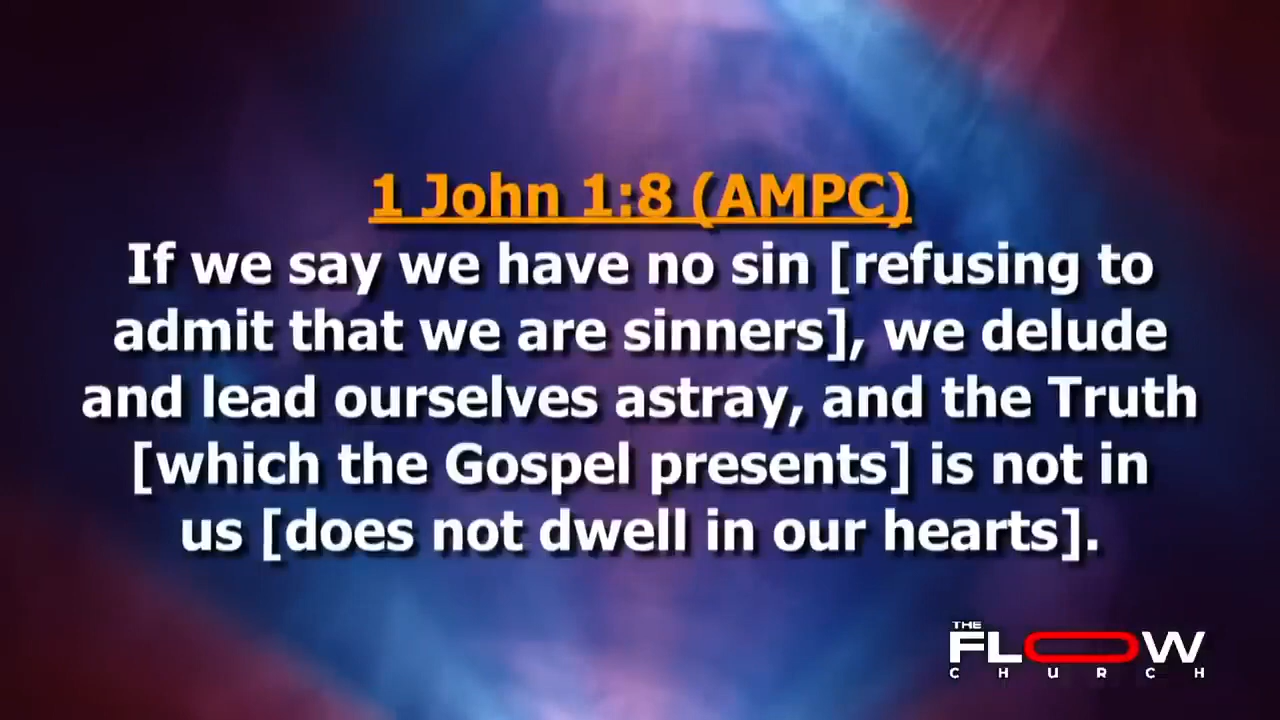 1 John 1:8 (AMPC)
If we say we have no sin [refusing to
admit that we are sinners], we delude
and lead ourselves astray, and the Truth
[which the Gospel presents] is not in
us [does not dwell in our hearts].
THE
FLOW
CHURCH